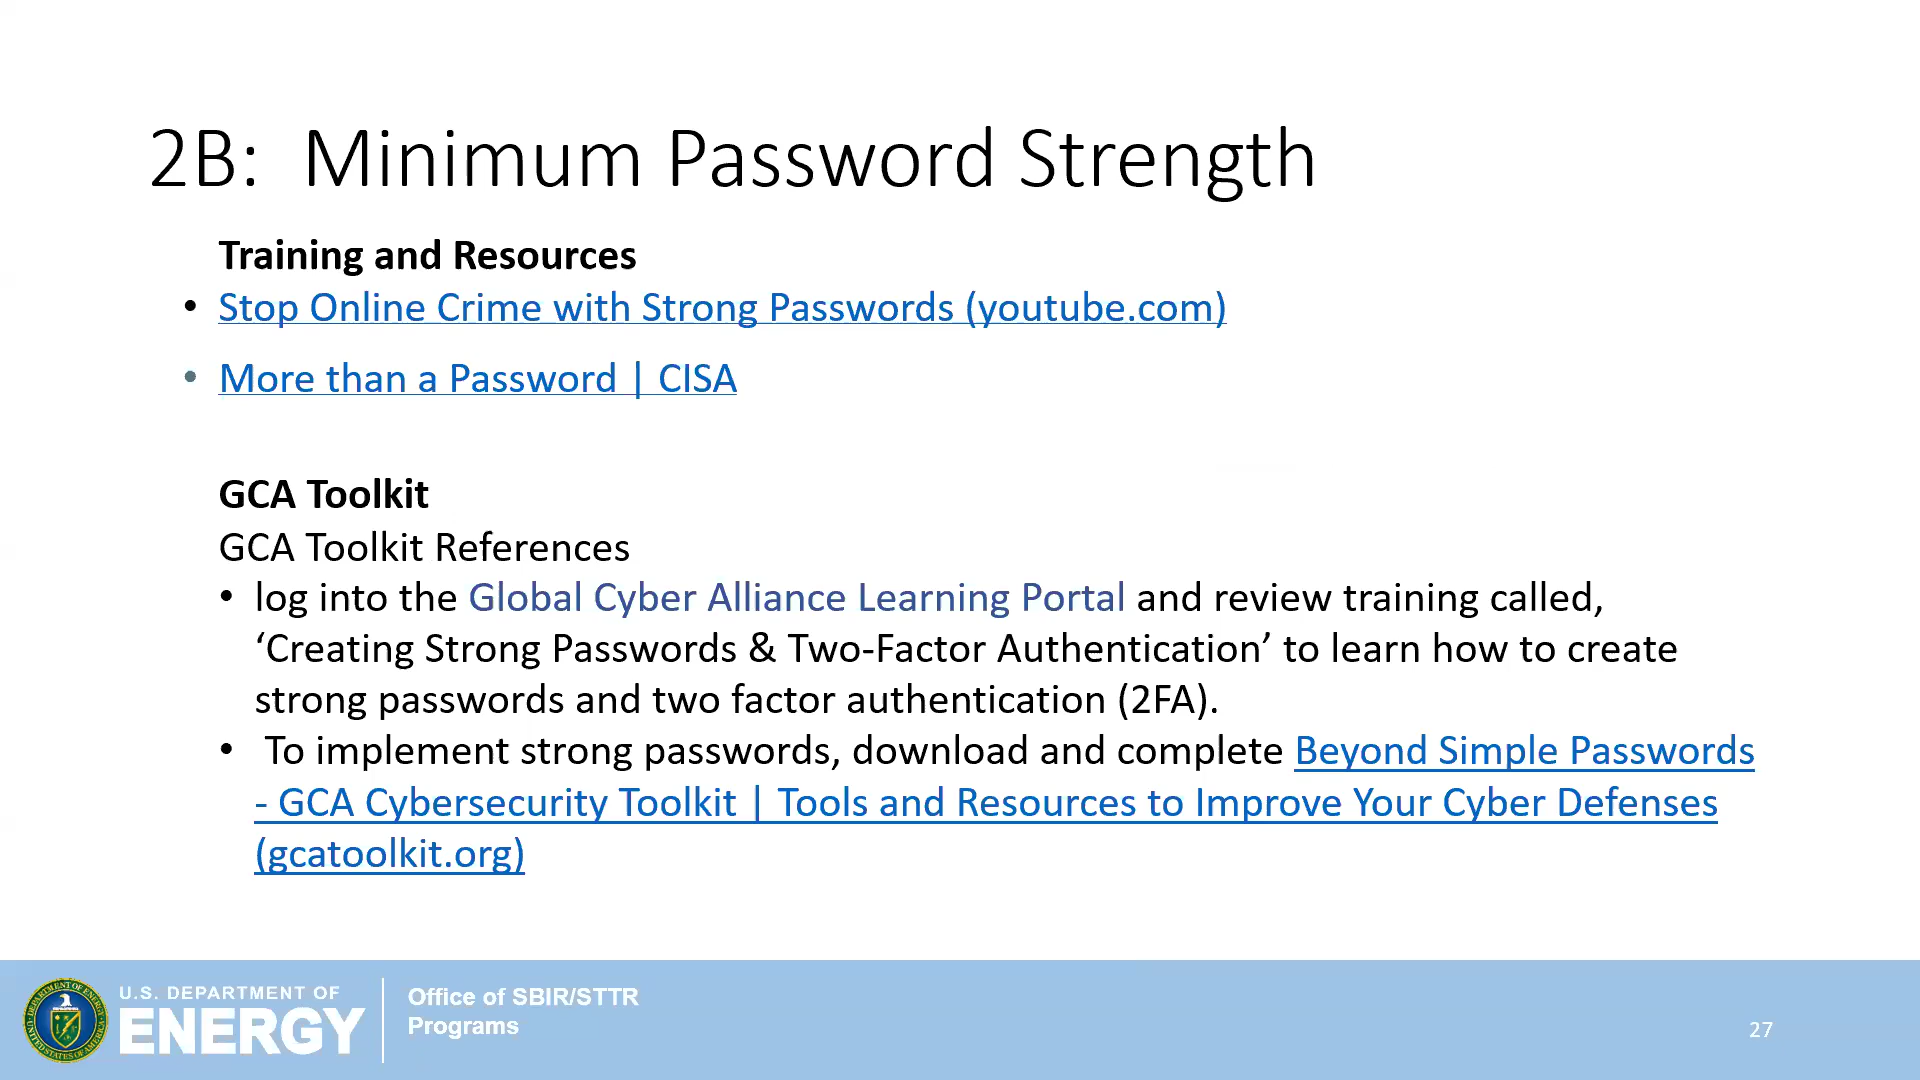 2B:  Minimum Password Strength
Training and Resources
• Stop Online Crime with Strong Passwords (youtube.com)
• More than a Password | CISA
GCA Toolkit
GCA Toolkit References
• log into the Global Cyber Alliance Learning Portal and review training called,
‘Creating Strong Passwords & Two-Factor Authentication’ to learn how to create
strong passwords and two factor authentication (2FA).
• To implement strong passwords, download and complete Beyond Simple Passwords
- GCA Cybersecurity Toolkit | Tools and Resources to Improve Your Cyber Defenses
(gcatoolkit.org)
U.S. DEPARTMENT OF
ENERGY
Office of SBIR/STTR
Programs
27